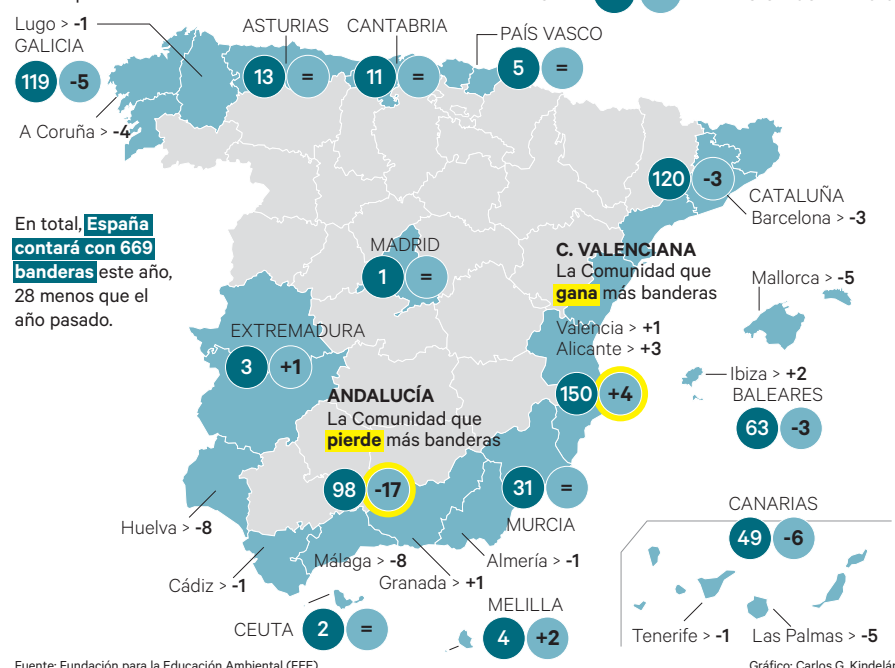 Lugo > -1
GALICIA
119 -5
A Coruña > -4
ASTURIAS
13 =
CANTABRIA
11 =
PAÍS VASCO
5 =
120 -3
CATALUÑA
Barcelona > -3
En total, España
contará con 669
banderas este año,
28 menos que el
año pasado.
MADRID
1 =
C. VALENCIANA
La Comunidad que
gana más banderas
Valencia > +1
Alicante > +3
150 +4
Mallorca > -5
Ibiza > +2
BALEARES
63 -3
EXTREMADURA
3 +1
ANDALUCÍA
La Comunidad que
pierde más banderas
98 -17
31 =
MURCIA
Huelva > -8
Cádiz > -1
Málaga > -8
Granada > +1
Almería > -1
CANARIAS
49 -6
Tenerife > -1
Las Palmas > -5
CEUTA 2 =
MELILLA
4 +2
Fuente: Fundación para la Educación Ambiental (FEE)
Gráfico: Carlos G. Kindelán